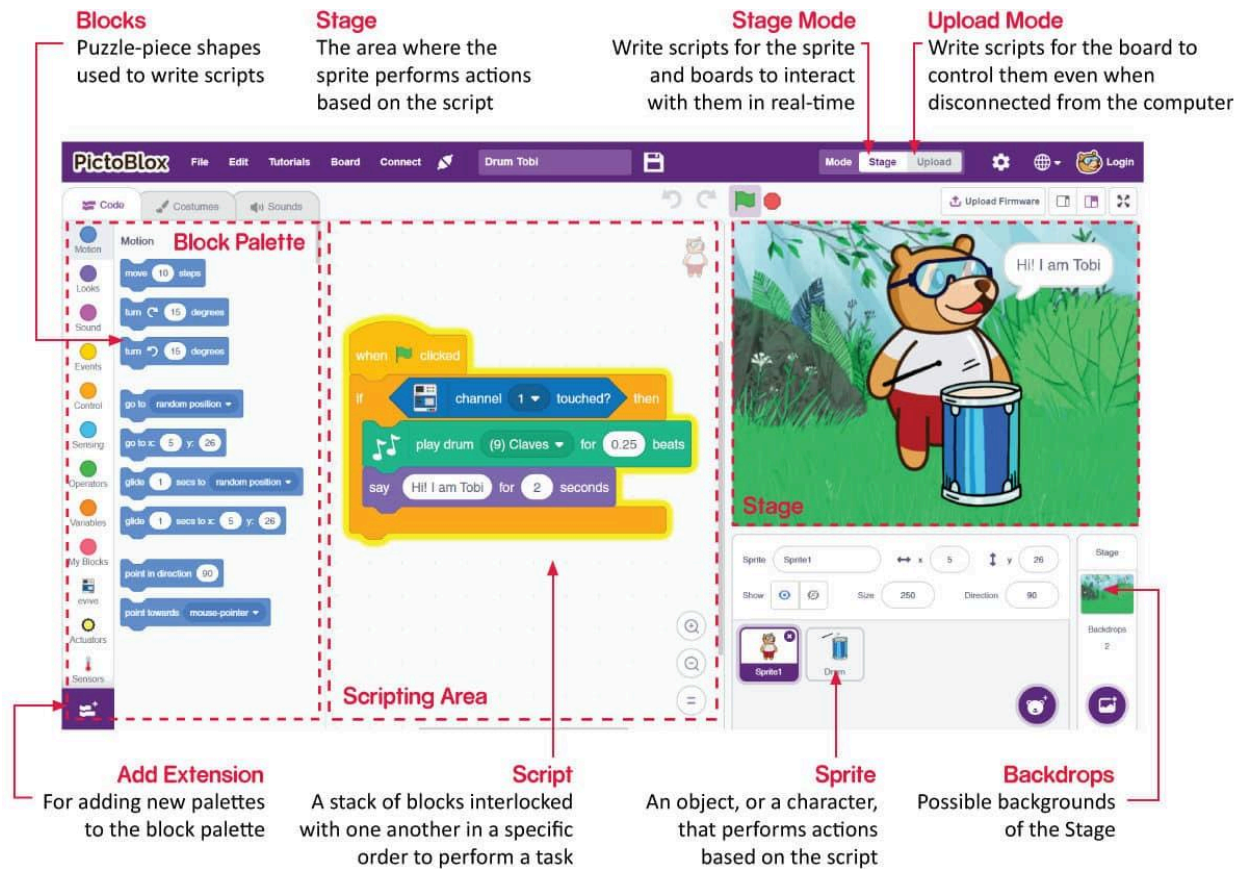 Blocks
Puzzle-piece shapes
used to write scripts
Stage
The area where the
sprite performs actions
based on the script
Stage Mode
Write scripts for the sprite
and boards to interact
with them in real-time
Upload Mode
Write scripts for the board to
control them even when
disconnected from the computer
PictoBlox File Edit Tutorials Board Connect Drum Tobi Mode Stage Upload Login
Code Costumes Sounds
Upload Firmware
Motion
Looks
Sound
Events
Control
Sensing
Operators
Variables
My Blocks
evive
Actuators
Sensors
Motion
Block Palette
move 10 steps
turn 15 degrees
turn 15 degrees
go to random position
go to x: 5 y: 26
glide 1 secs to random position
glide 1 secs to x: 5 y: 26
point in direction 90
point towards mouse-pointer
when clicked
if channel 1 touched? then
play drum (9) Claves for 0.25 beats
say Hi! I am Tobi for 2 seconds
Scripting Area
Hi! I am Tobi
Stage
Sprite Sprite1 x 5 y 26
Show Size 250 Direction 90
Sprite1
Drum
Stage
Backdrops
2
Add Extension
For adding new palettes
to the block palette
Script
A stack of blocks interlocked
with one another in a specific
order to perform a task
Sprite
An object, or a character,
that performs actions
based on the script
Backdrops
Possible backgrounds
of the Stage